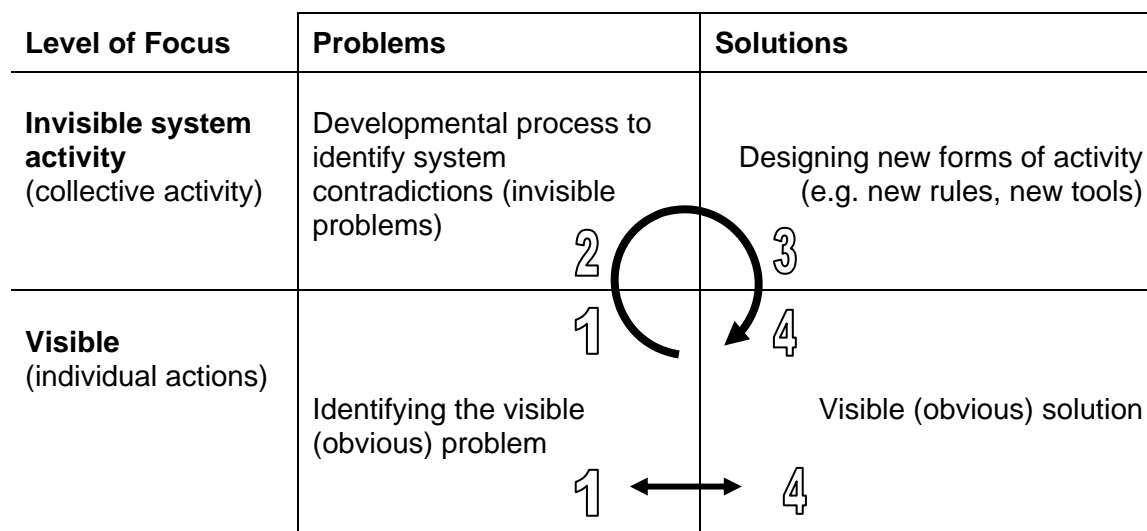 Level of Focus
Problems
Solutions
Invisible system
activity
(collective activity)
Developmental process to
identify system
contradictions (invisible
problems)
Designing new forms of activity
(e.g. new rules, new tools)
2
3
1
4
Visible
(individual actions)
Identifying the visible
(obvious) problem
Visible (obvious) solution
1
4